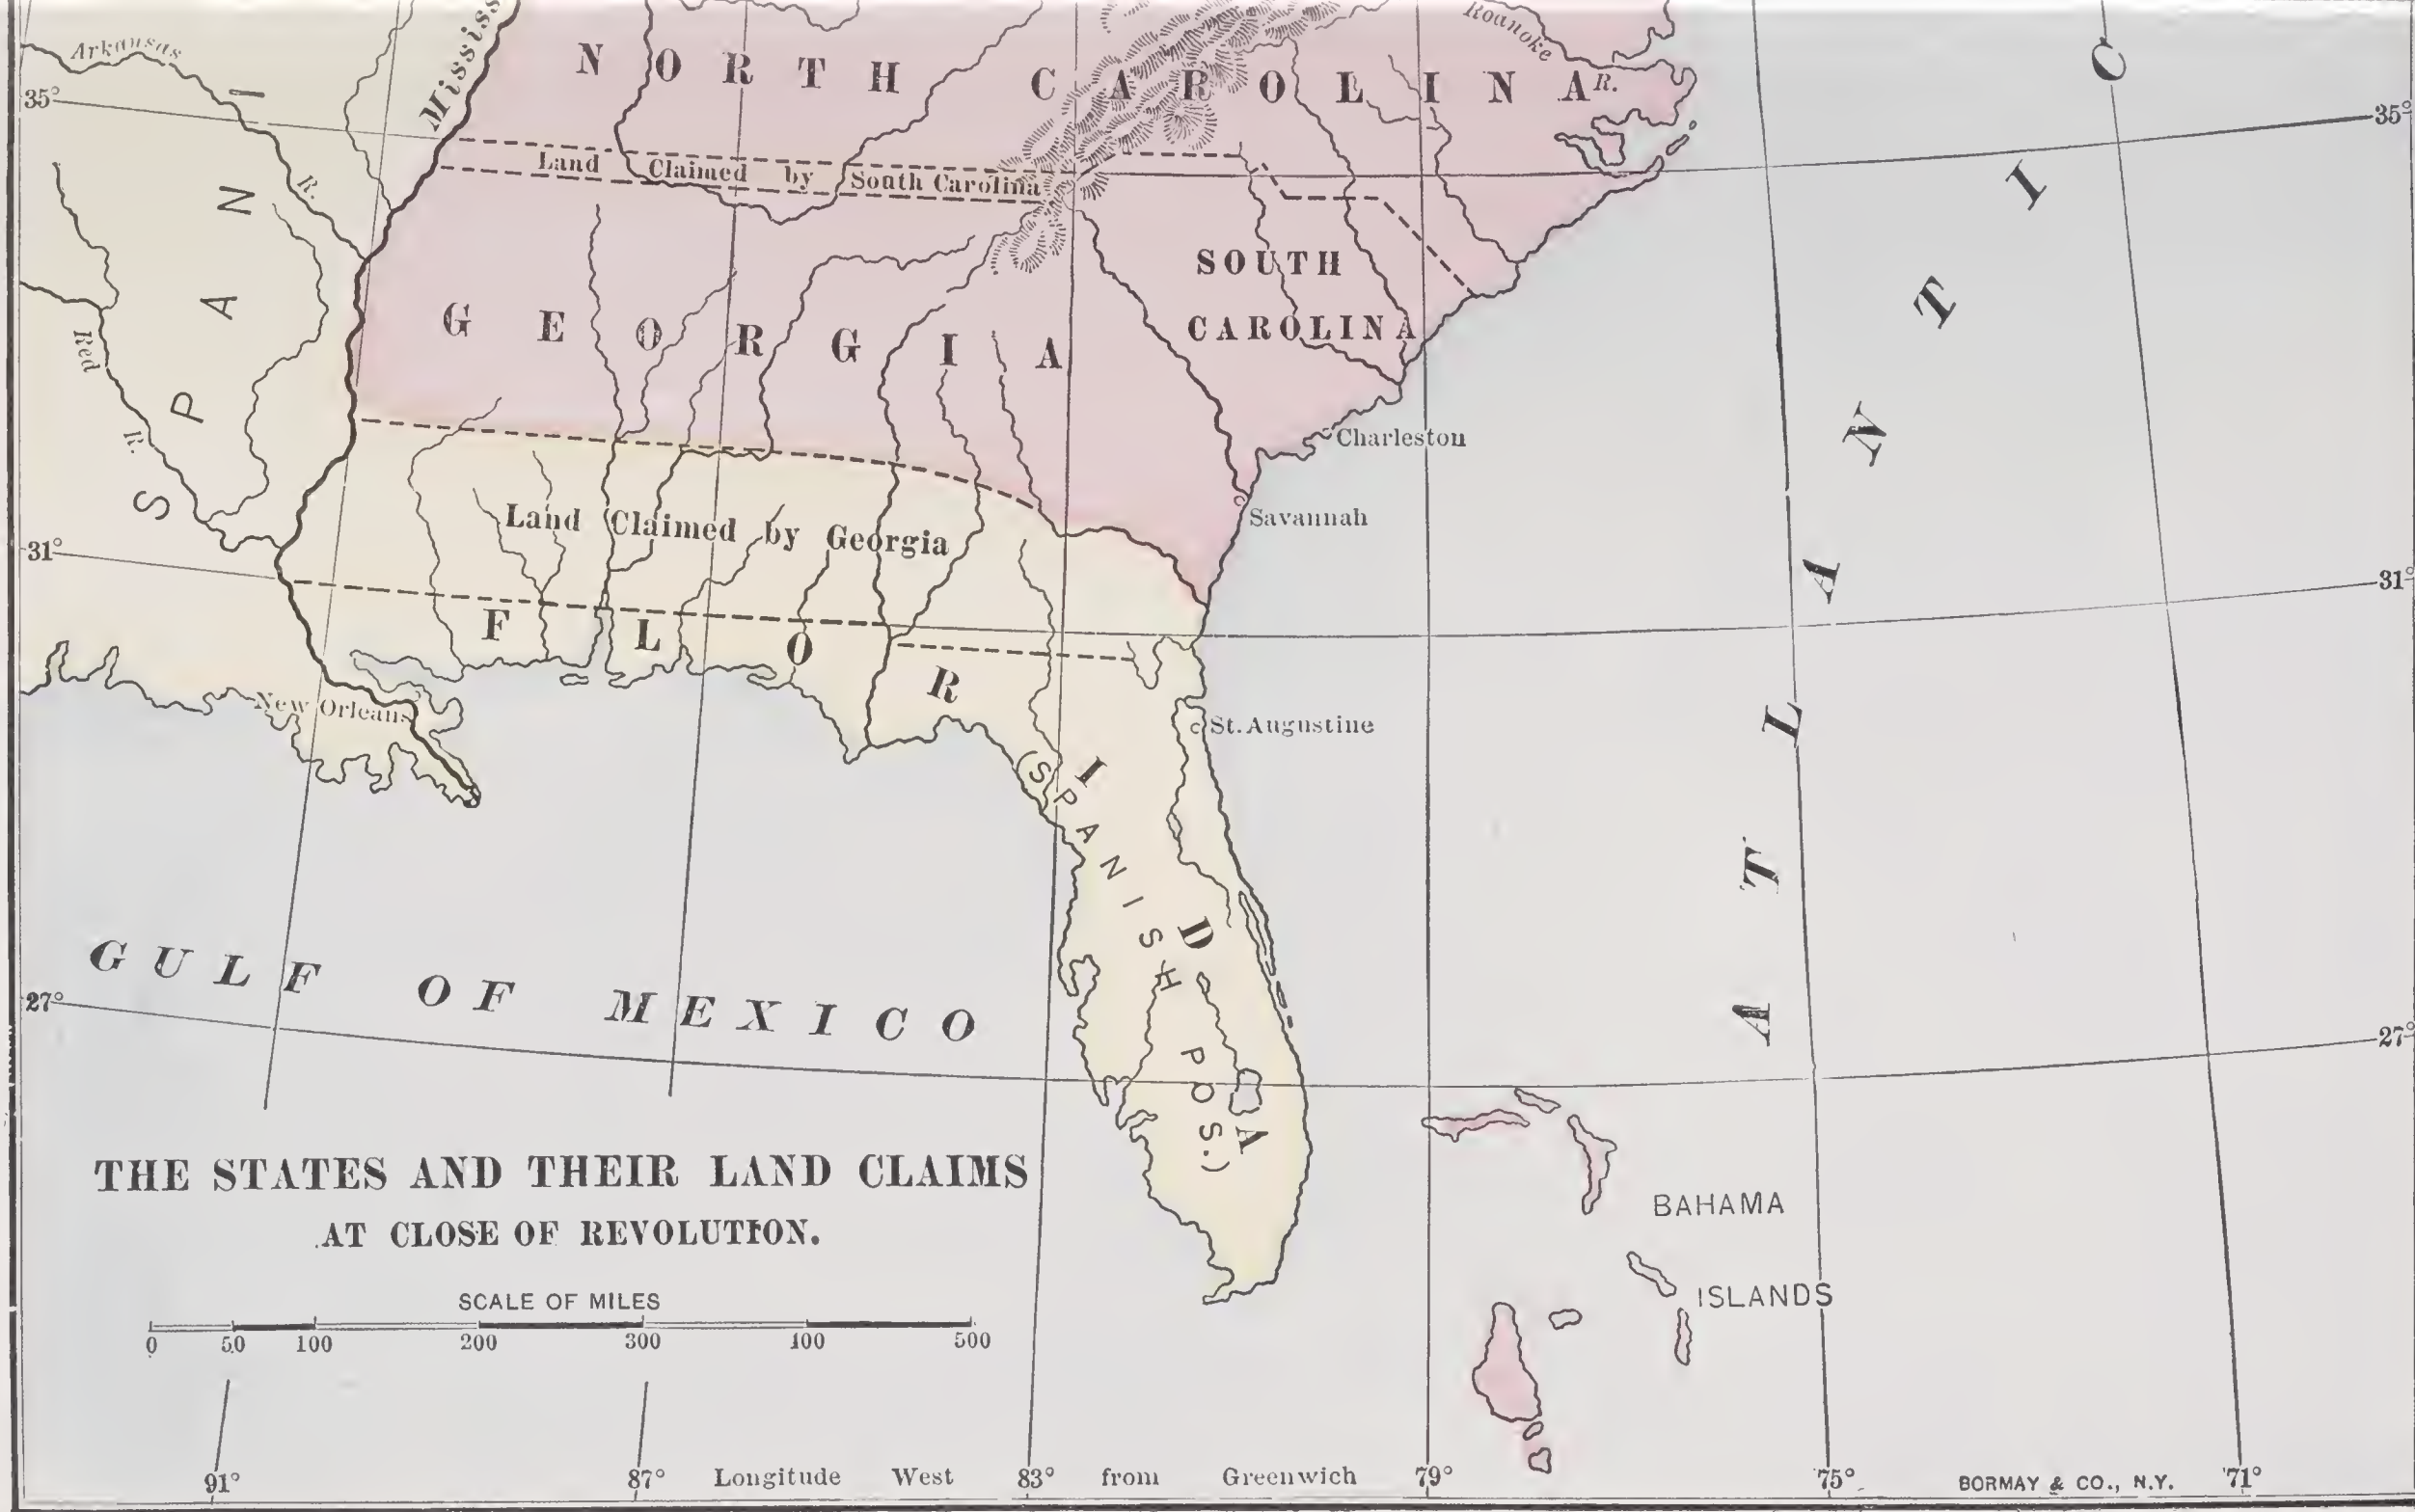 Arkansas
R.
Mississ
Roanoke
R.
35°
35°
NORTH CAROLINA
Land Claimed by South Carolina
SPANI
SOUTH
CAROLINA
GEORGIA
Red
R.
Charleston
Savannah
Land Claimed by Georgia
31°
31°
FLORIDA
(SPANISH POS.)
New Orleans
St. Augustine
ATLANTIC
GULF OF MEXICO
27°
27°
THE STATES AND THEIR LAND CLAIMS
AT CLOSE OF REVOLUTION.
SCALE OF MILES
0 50 100 200 300 400 500
BAHAMA
ISLANDS
91° 87° Longitude West 83° from Greenwich 79° 75° 71°
BORMAY & CO., N.Y.